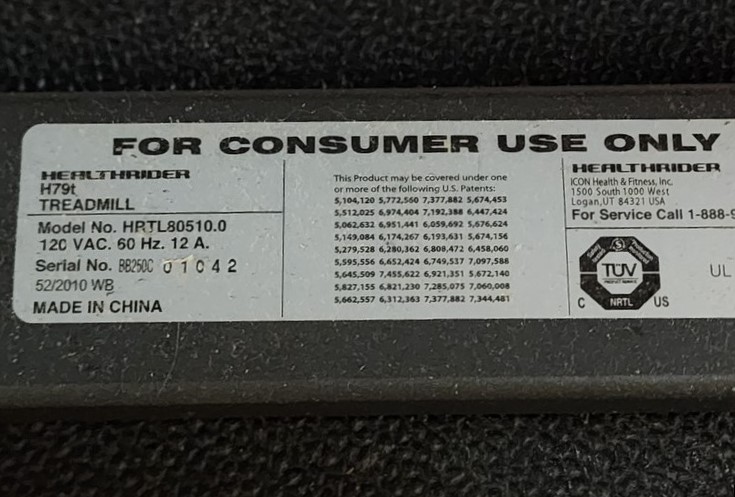 FOR CONSUMER USE ONLY
HEALTHRIDER
H79t
TREADMILL
Model No. HRTL80510.0
120 VAC. 60 Hz. 12 A.
Serial No. BB250C 01042
52/2010 WB
MADE IN CHINA
This Product may be covered under one
or more of the following U.S. Patents:
5,104,120 5,772,560 7,377,882 5,674,453
5,512,025 6,974,404 7,192,388 6,447,424
5,062,632 6,951,441 6,059,692 5,676,624
5,149,084 6,174,267 6,193,631 5,674,156
5,279,528 6,280,362 6,808,472 6,458,060
5,595,556 6,652,424 6,749,537 7,097,588
5,645,509 7,455,622 6,921,351 5,672,140
5,827,155 6,821,230 7,285,075 7,060,008
5,662,557 6,312,363 7,377,882 7,344,481
HEALTHRIDER
ICON Health & Fitness, Inc.
1500 South 1000 West
Logan, UT 84321 USA
For Service Call 1-888-9
TÜV
C NRTL US
UL